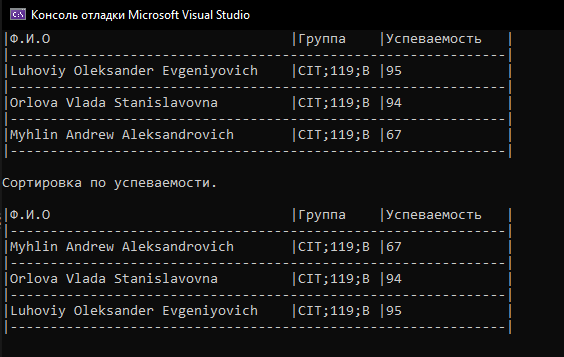 Консоль отладки Microsoft Visual Studio
|Ф.И.О                              |Группа    |Успеваемость   |
|--------------------------------------------------------------|
|Luhoviy Oleksander Evgeniyovich    |CIT;119;B |95             |
|--------------------------------------------------------------|
|Orlova Vlada Stanislavovna         |CIT;119;B |94             |
|--------------------------------------------------------------|
|Myhlin Andrew Aleksandrovich       |CIT;119;B |67             |
|--------------------------------------------------------------|
Сортировка по успеваемости.
|Ф.И.О                              |Группа    |Успеваемость   |
|--------------------------------------------------------------|
|Myhlin Andrew Aleksandrovich       |CIT;119;B |67             |
|--------------------------------------------------------------|
|Orlova Vlada Stanislavovna         |CIT;119;B |94             |
|--------------------------------------------------------------|
|Luhoviy Oleksander Evgeniyovich    |CIT;119;B |95             |
|--------------------------------------------------------------|